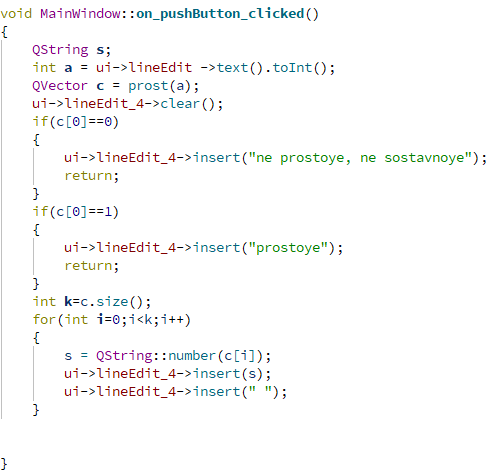 void MainWindow::on_pushButton_clicked()
{
    QString s;
    int a = ui->lineEdit ->text().toInt();
    QVector c = prost(a);
    ui->lineEdit_4->clear();
    if(c[0]==0)
    {
        ui->lineEdit_4->insert("ne prostoye, ne sostavnoye");
        return;
    }
    if(c[0]==1)
    {
        ui->lineEdit_4->insert("prostoye");
        return;
    }
    int k=c.size();
    for(int i=0;i<k;i++)
    {
        s = QString::number(c[i]);
        ui->lineEdit_4->insert(s);
        ui->lineEdit_4->insert(" ");
    }
}